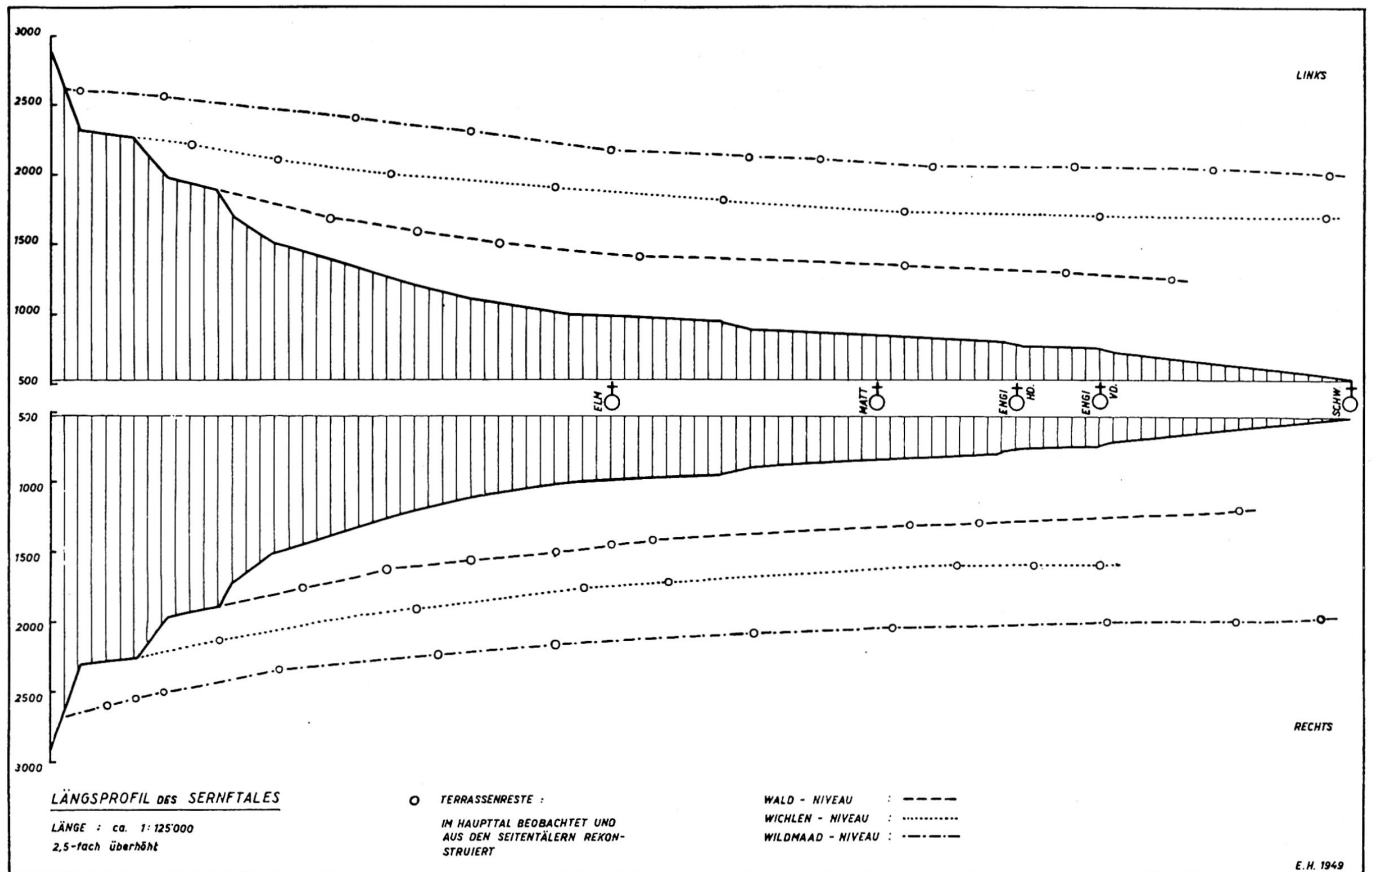 3000
LINKS
2500
2000
1500
1000
500
ELM
MATT
ENGI HD.
ENGI VD.
SCHW.
500
1000
1500
2000
2500
RECHTS
3000
LÄNGSPROFIL DES SERNFTALES
LÄNGE : ca. 1:125'000
2,5-fach überhöht
TERRASSENRESTE :
IM HAUPTTAL BEOBACHTET UND
AUS DEN SEITENTÄLERN REKON-
STRUIERT
WALD - NIVEAU :
WICHLEN - NIVEAU :
WILDMAAD - NIVEAU :
E.H. 1949